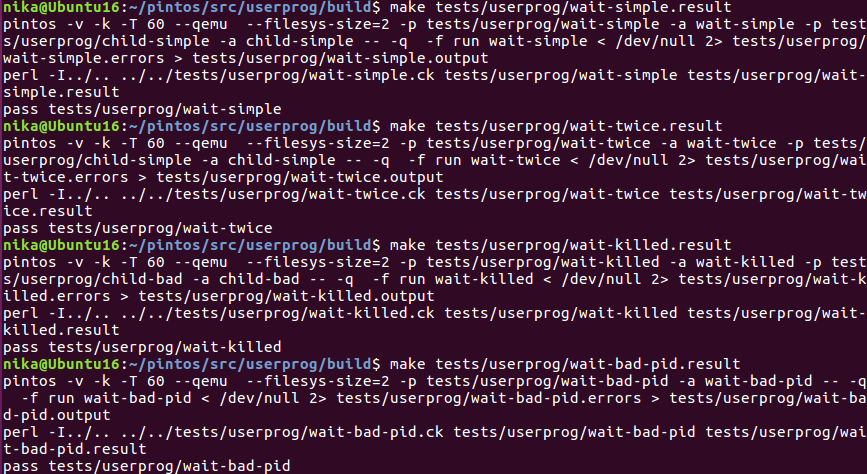 nika@Ubuntu16:~/pintos/src/userprog/build$ make tests/userprog/wait-simple.result
pintos -v -k -T 60 --qemu  --filesys-size=2 -p tests/userprog/wait-simple -a wait-simple -p test
s/userprog/child-simple -a child-simple -- -q  -f run wait-simple < /dev/null 2> tests/userprog/
wait-simple.errors > tests/userprog/wait-simple.output
perl -I../.. ../../tests/userprog/wait-simple.ck tests/userprog/wait-simple tests/userprog/wait-
simple.result
pass tests/userprog/wait-simple
nika@Ubuntu16:~/pintos/src/userprog/build$ make tests/userprog/wait-twice.result
pintos -v -k -T 60 --qemu  --filesys-size=2 -p tests/userprog/wait-twice -a wait-twice -p tests/
userprog/child-simple -a child-simple -- -q  -f run wait-twice < /dev/null 2> tests/userprog/wai
t-twice.errors > tests/userprog/wait-twice.output
perl -I../.. ../../tests/userprog/wait-twice.ck tests/userprog/wait-twice tests/userprog/wait-tw
ice.result
pass tests/userprog/wait-twice
nika@Ubuntu16:~/pintos/src/userprog/build$ make tests/userprog/wait-killed.result
pintos -v -k -T 60 --qemu  --filesys-size=2 -p tests/userprog/wait-killed -a wait-killed -p test
s/userprog/child-bad -a child-bad -- -q  -f run wait-killed < /dev/null 2> tests/userprog/wait-k
illed.errors > tests/userprog/wait-killed.output
perl -I../.. ../../tests/userprog/wait-killed.ck tests/userprog/wait-killed tests/userprog/wait-
killed.result
pass tests/userprog/wait-killed
nika@Ubuntu16:~/pintos/src/userprog/build$ make tests/userprog/wait-bad-pid.result
pintos -v -k -T 60 --qemu  --filesys-size=2 -p tests/userprog/wait-bad-pid -a wait-bad-pid -- -q
  -f run wait-bad-pid < /dev/null 2> tests/userprog/wait-bad-pid.errors > tests/userprog/wait-ba
d-pid.output
perl -I../.. ../../tests/userprog/wait-bad-pid.ck tests/userprog/wait-bad-pid tests/userprog/wai
t-bad-pid.result
pass tests/userprog/wait-bad-pid